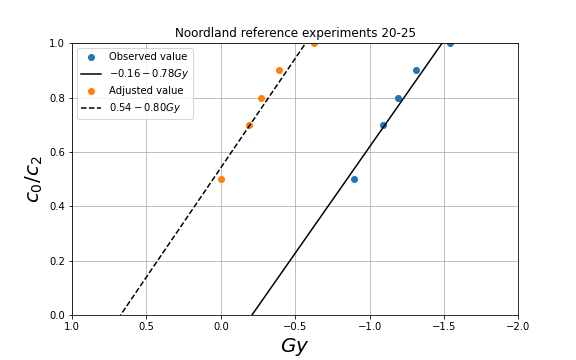 Noordland reference experiments 20-25
Observed value
−0.16 − 0.78Gy
Adjusted value
0.54 − 0.80Gy
c₀/c₂
1.0
0.8
0.6
0.4
0.2
0.0
1.0 0.5 0.0 −0.5 −1.0 −1.5 −2.0
Gy